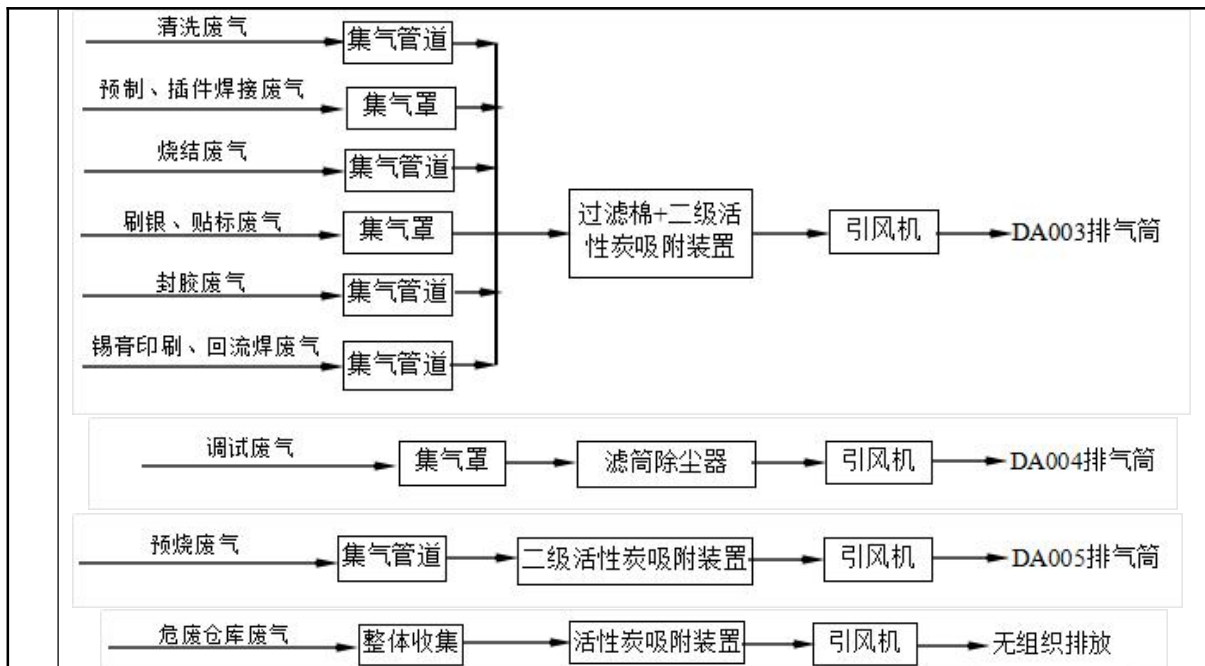 清洗废气
集气管道
预制、插件焊接废气
集气罩
烧结废气
集气管道
刷银、贴标废气
集气罩
过滤棉+二级活
性炭吸附装置
引风机
DA003排气筒
封胶废气
集气管道
锡膏印刷、回流焊废气
集气管道
调试废气
集气罩
滤筒除尘器
引风机
DA004排气筒
预烧废气
集气管道
二级活性炭吸附装置
引风机
DA005排气筒
危废仓库废气
整体收集
活性炭吸附装置
引风机
无组织排放